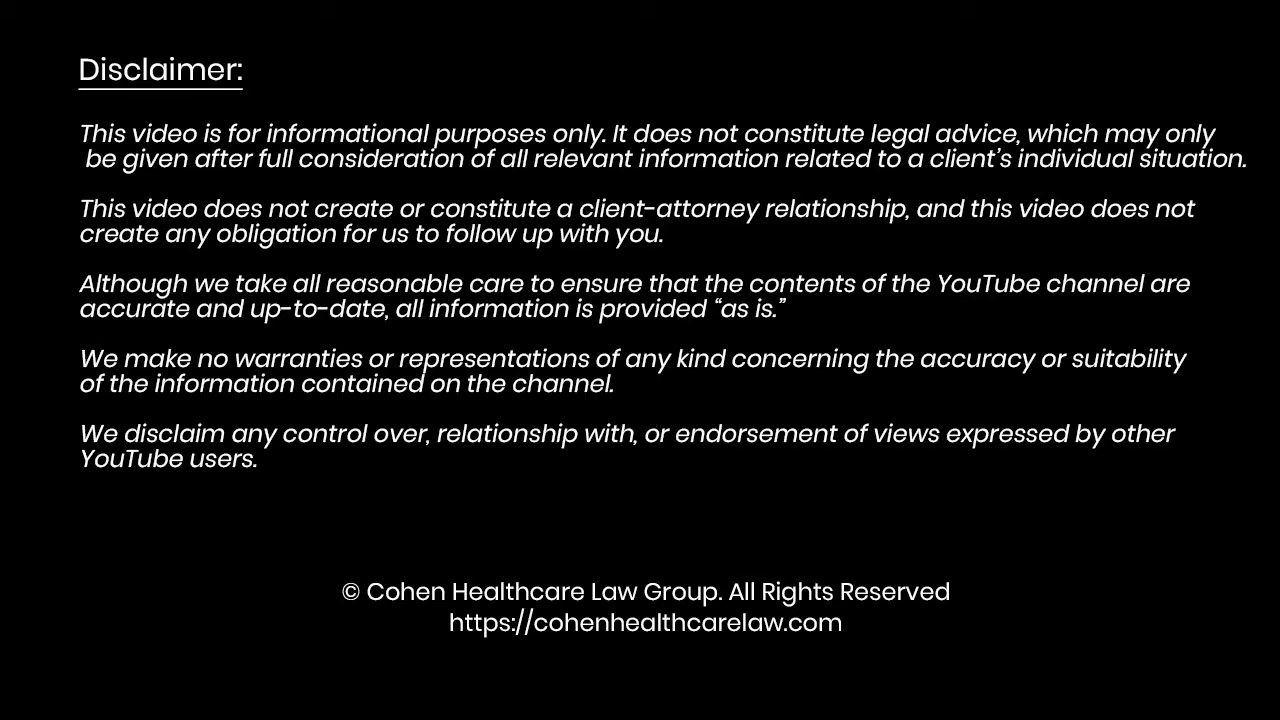 Disclaimer:
This video is for informational purposes only. It does not constitute legal advice, which may only
be given after full consideration of all relevant information related to a client’s individual situation.
This video does not create or constitute a client-attorney relationship, and this video does not
create any obligation for us to follow up with you.
Although we take all reasonable care to ensure that the contents of the YouTube channel are
accurate and up-to-date, all information is provided “as is.”
We make no warranties or representations of any kind concerning the accuracy or suitability
of the information contained on the channel.
We disclaim any control over, relationship with, or endorsement of views expressed by other
YouTube users.
© Cohen Healthcare Law Group. All Rights Reserved
https://cohenhealthcarelaw.com